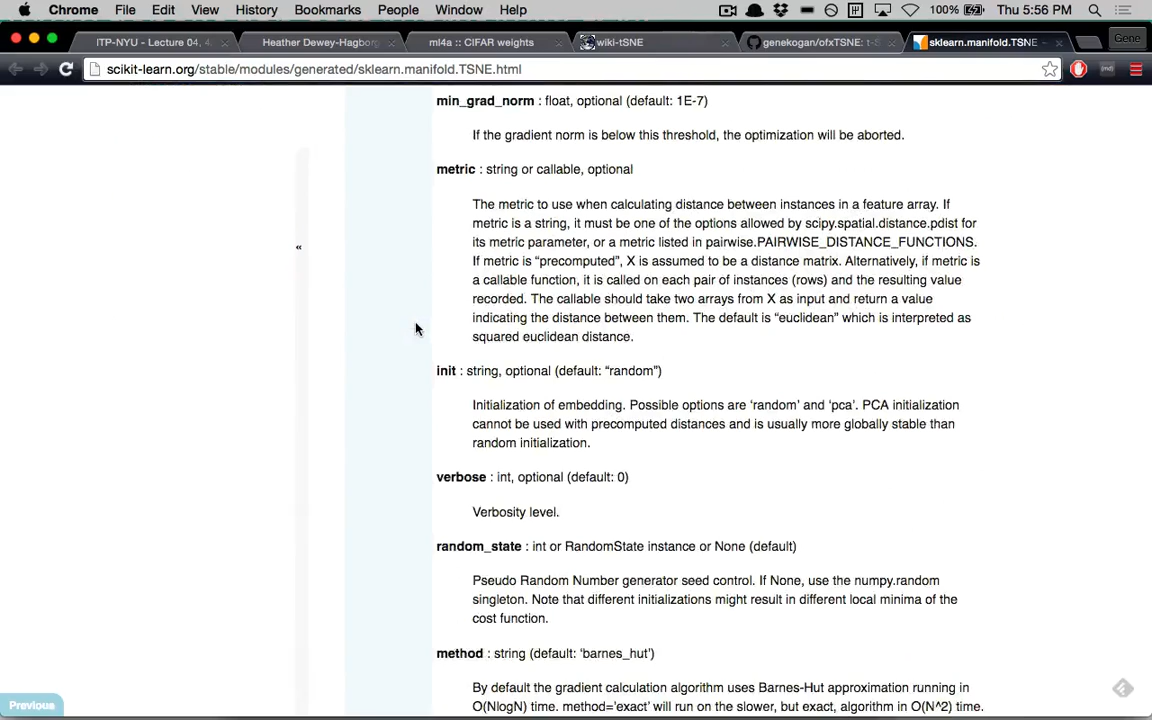 Chrome File Edit View History Bookmarks People Window Help 100% Thu 5:56 PM
ITP-NYU - Lecture 04, 4. Heather Dewey-Hagborg ml4a :: CIFAR weights wiki-tSNE genekogan/ofxTSNE: t-S sklearn.manifold.TSNE Gene
scikit-learn.org/stable/modules/generated/sklearn.manifold.TSNE.html
min_grad_norm : float, optional (default: 1E-7)
If the gradient norm is below this threshold, the optimization will be aborted.
metric : string or callable, optional
The metric to use when calculating distance between instances in a feature array. If
metric is a string, it must be one of the options allowed by scipy.spatial.distance.pdist for
its metric parameter, or a metric listed in pairwise.PAIRWISE_DISTANCE_FUNCTIONS.
If metric is “precomputed”, X is assumed to be a distance matrix. Alternatively, if metric is
a callable function, it is called on each pair of instances (rows) and the resulting value
recorded. The callable should take two arrays from X as input and return a value
indicating the distance between them. The default is “euclidean” which is interpreted as
squared euclidean distance.
«
init : string, optional (default: “random”)
Initialization of embedding. Possible options are ‘random’ and ‘pca’. PCA initialization
cannot be used with precomputed distances and is usually more globally stable than
random initialization.
verbose : int, optional (default: 0)
Verbosity level.
random_state : int or RandomState instance or None (default)
Pseudo Random Number generator seed control. If None, use the numpy.random
singleton. Note that different initializations might result in different local minima of the
cost function.
method : string (default: ‘barnes_hut’)
By default the gradient calculation algorithm uses Barnes-Hut approximation running in
O(NlogN) time. method=‘exact’ will run on the slower, but exact, algorithm in O(N^2) time.
Previous